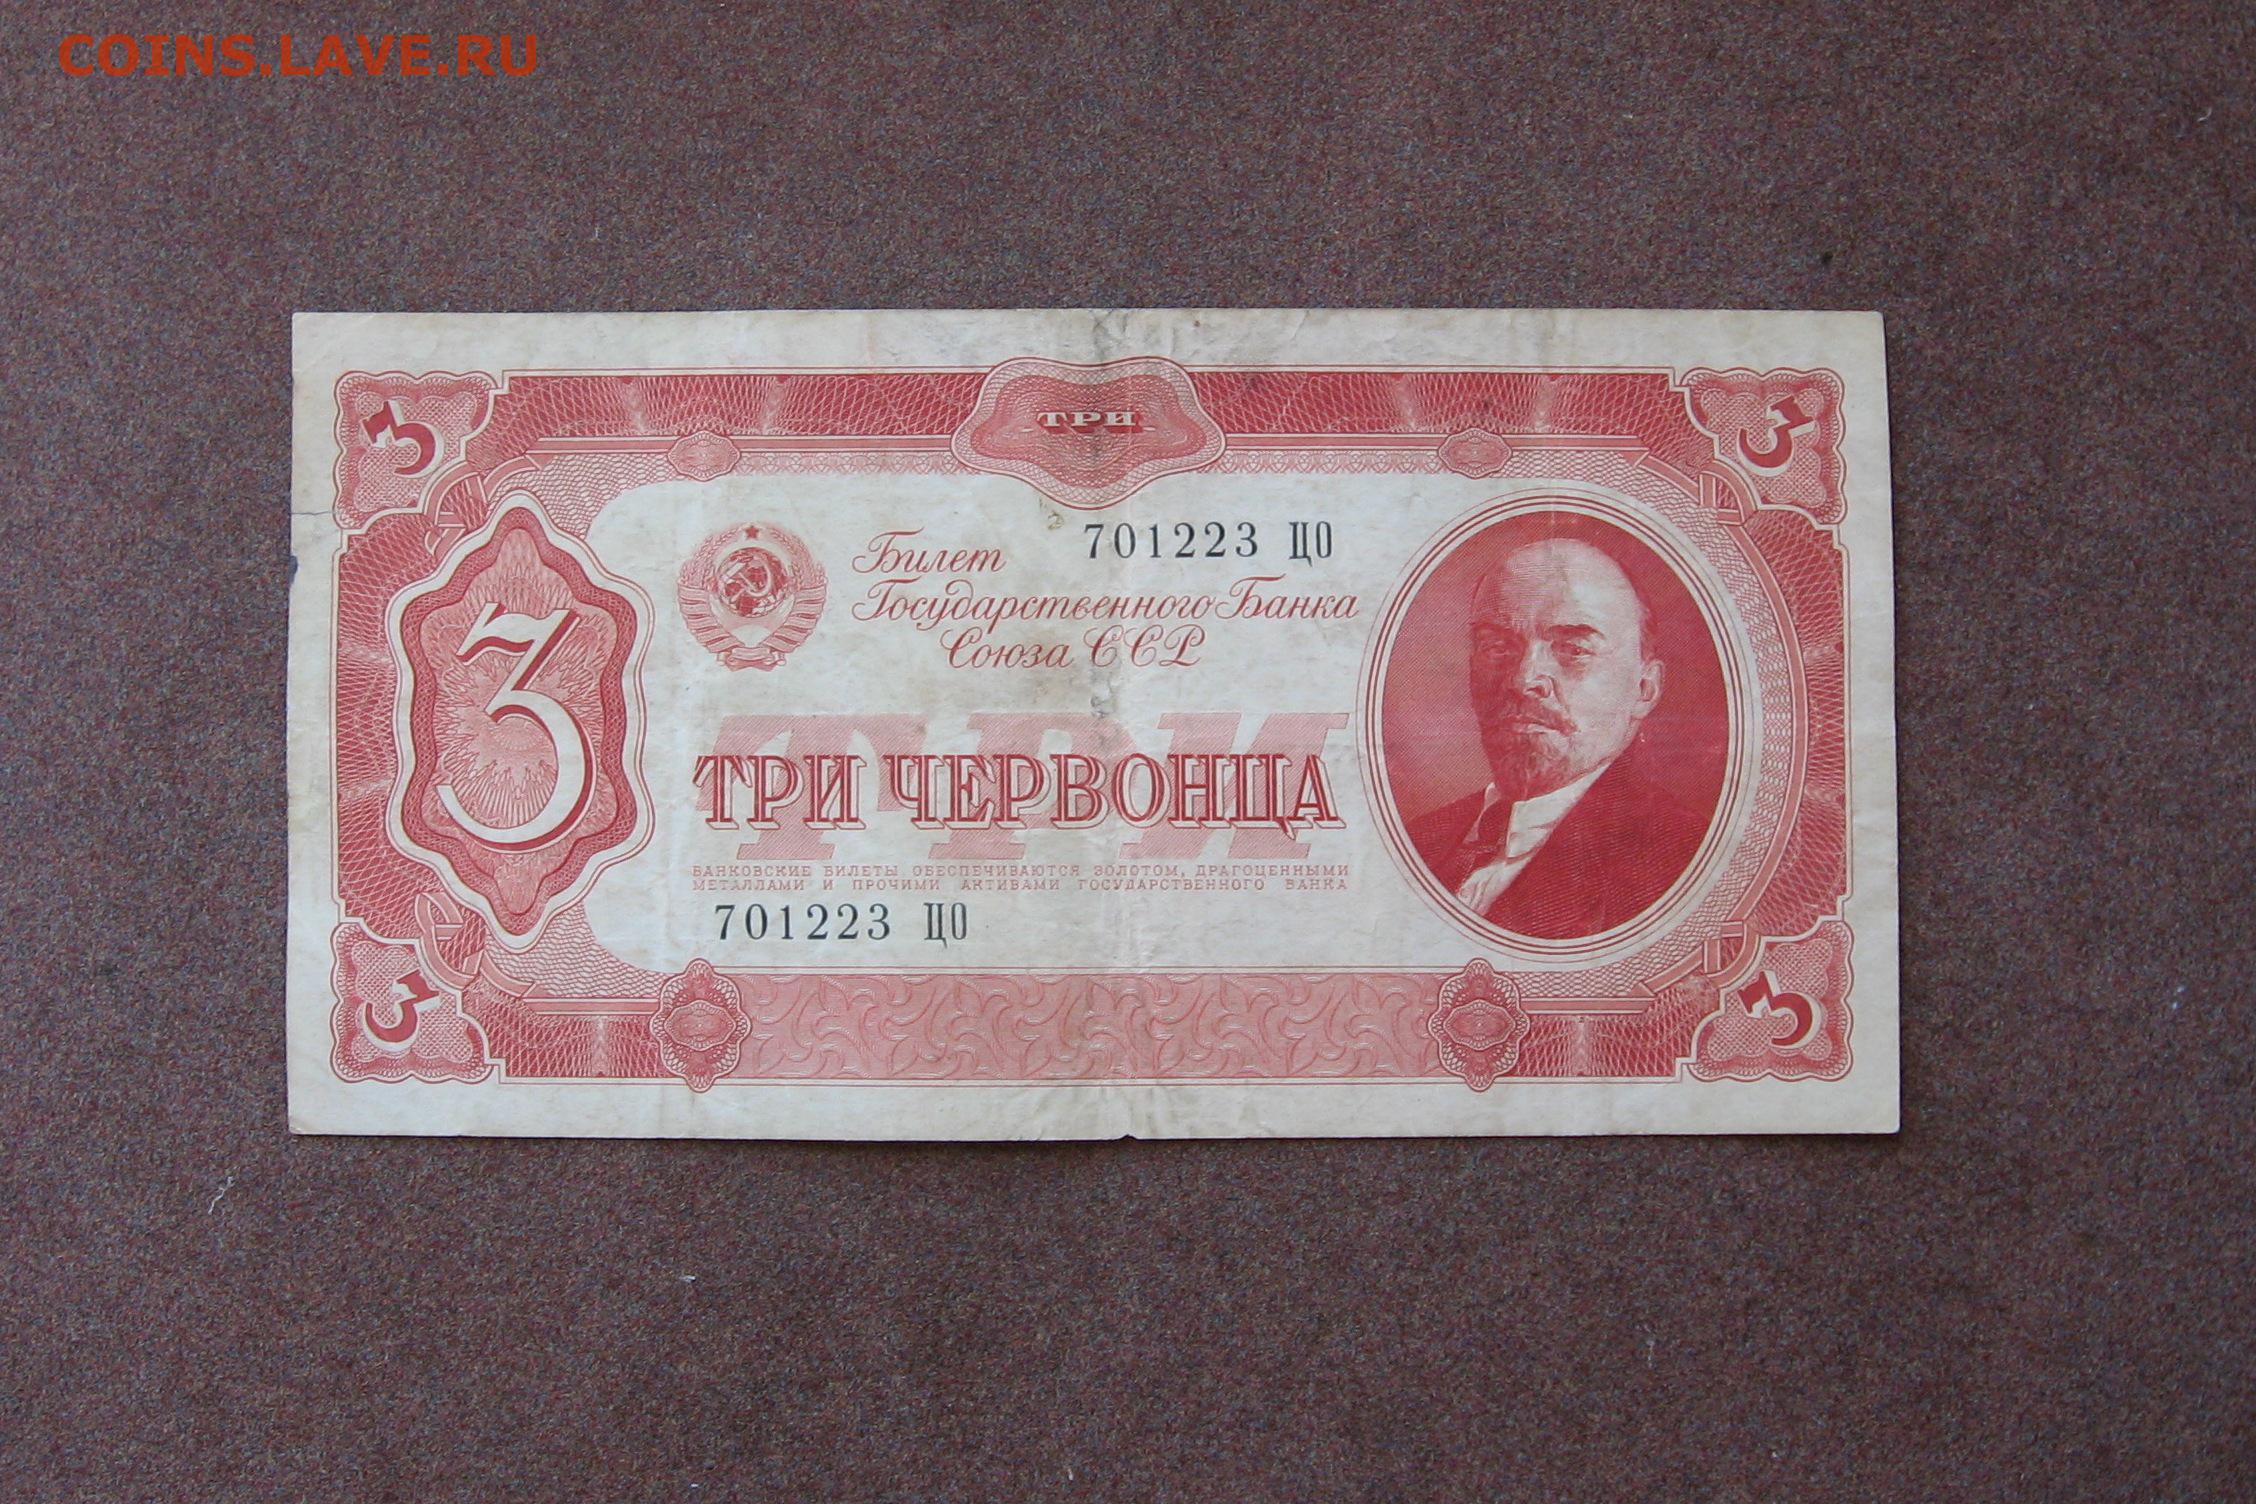 COINS.LAVE.RU
ТРИ
3
3
701223 ЦО
Билет
Государственного Банка
Союза ССР
3
ТРИ
ТРИ ЧЕРВОНЦА
БАНКОВСКИЕ БИЛЕТЫ ОБЕСПЕЧИВАЮТСЯ ЗОЛОТОМ, ДРАГОЦЕННЫМИ
МЕТАЛЛАМИ И ПРОЧИМИ АКТИВАМИ ГОСУДАРСТВЕННОГО БАНКА
701223 ЦО
3
3